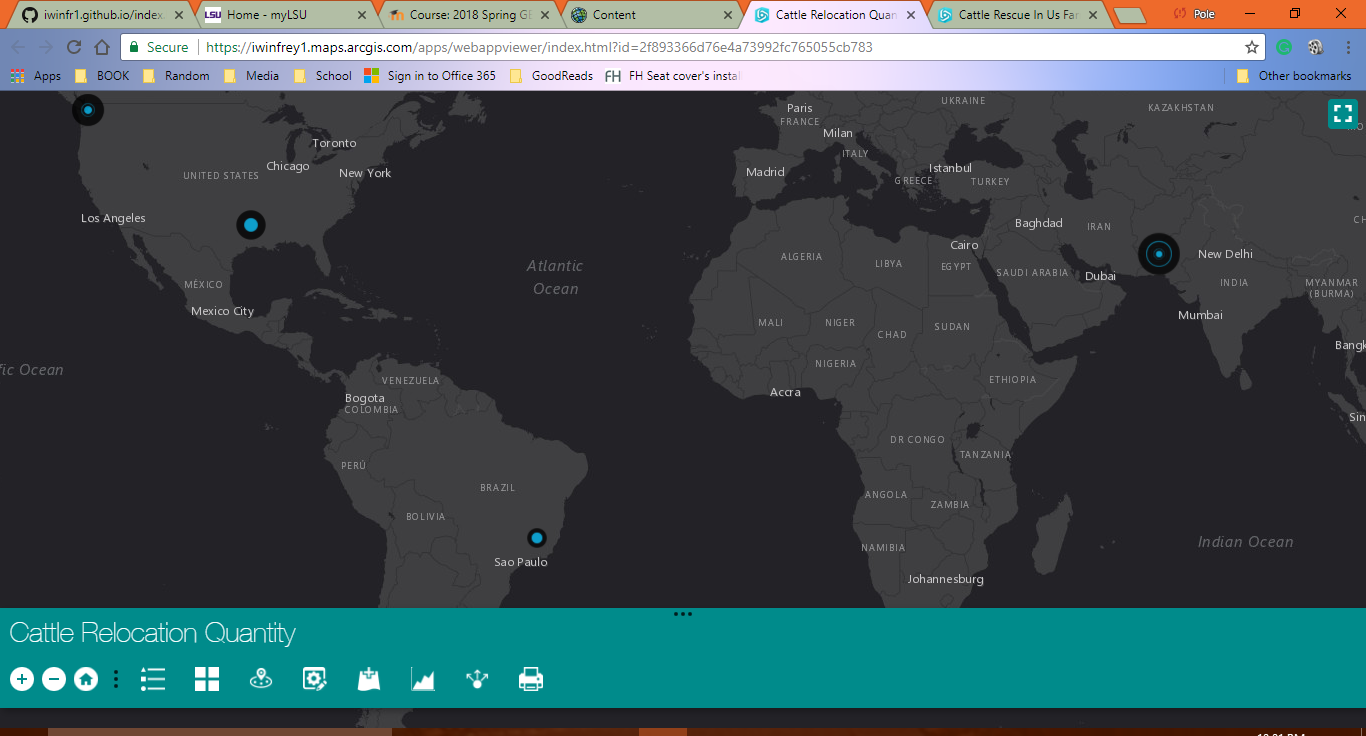 iwinfr1.github.io/index.
LSU Home - myLSU
Course: 2018 Spring GE
Content
Cattle Relocation Quan
Cattle Rescue In Us Far
Pole
Secure https://iwinfrey1.maps.arcgis.com/apps/webappviewer/index.html?id=2f893366d76e4a73992fc765055cb783
Apps BOOK Random Media School Sign in to Office 365 GoodReads FH FH Seat cover's instal Other bookmarks
UKRAINE
Paris
KAZAKHSTAN
FRANCE
Milan
Toronto
ITALY
Chicago
Istanbul
New York
Madrid
UNITED STATES
GREECE
TURKEY
Los Angeles
CH
Baghdad
IRAN
Cairo
New Delhi
ALGERIA
LIBYA
EGYPT
Atlantic
Ocean
SAUDI ARABIA
Dubai
MÉXICO
INDIA
MYANMAR
(BURMA)
Mexico City
Mumbai
MALI
NIGER
SUDAN
CHAD
Bangk
NIGERIA
fic Ocean
VENEZUELA
ETHIOPIA
Accra
Bogota
COLOMBIA
Sin
DR CONGO
TANZANIA
PERÚ
BRAZIL
ANGOLA
ZAMBIA
BOLIVIA
Indian Ocean
NAMIBIA
Sao Paulo
Johannesburg
Cattle Relocation Quantity